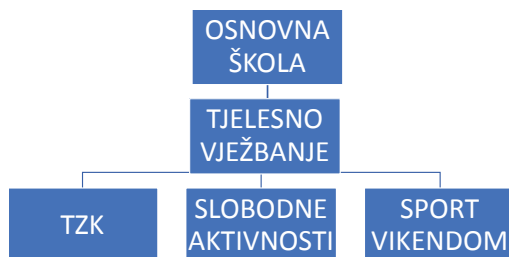 OSNOVNA
ŠKOLA
TJELESNO
VJEŽBANJE
TZK
SLOBODNE
AKTIVNOSTI
SPORT
VIKENDOM